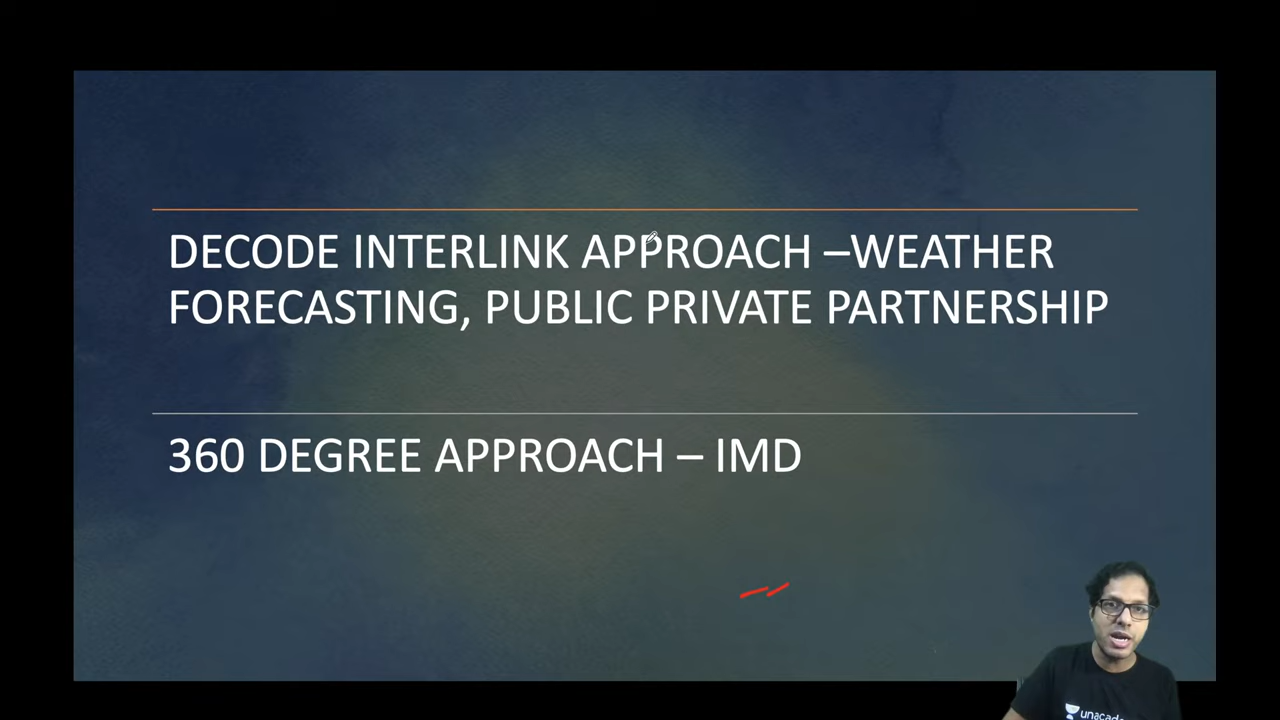 DECODE INTERLINK APPROACH –WEATHER
FORECASTING, PUBLIC PRIVATE PARTNERSHIP
360 DEGREE APPROACH – IMD